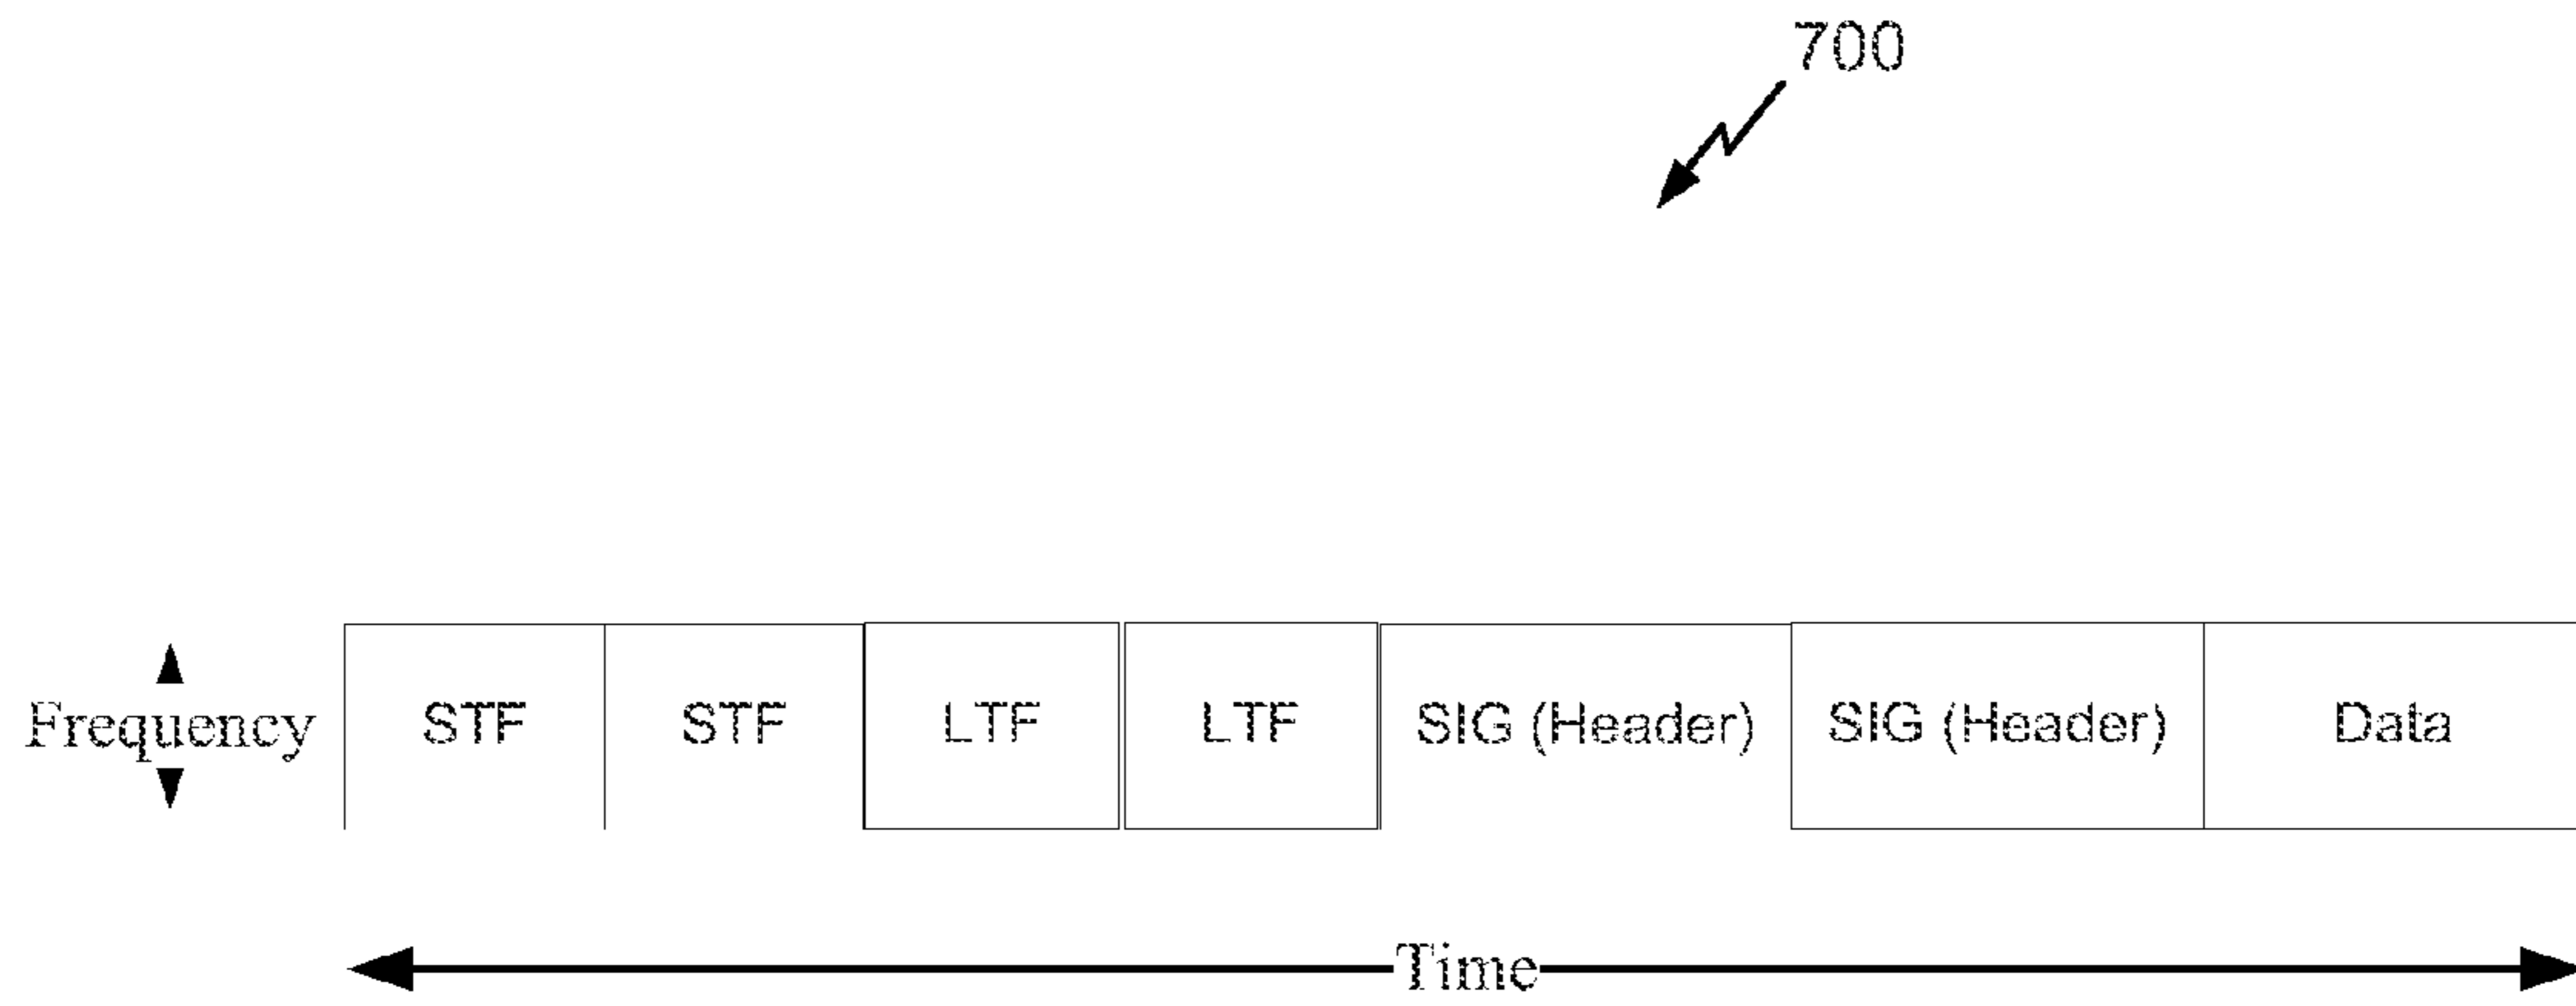 700
Frequency STF STF LTF LTF SIG (Header) SIG (Header) Data
Time